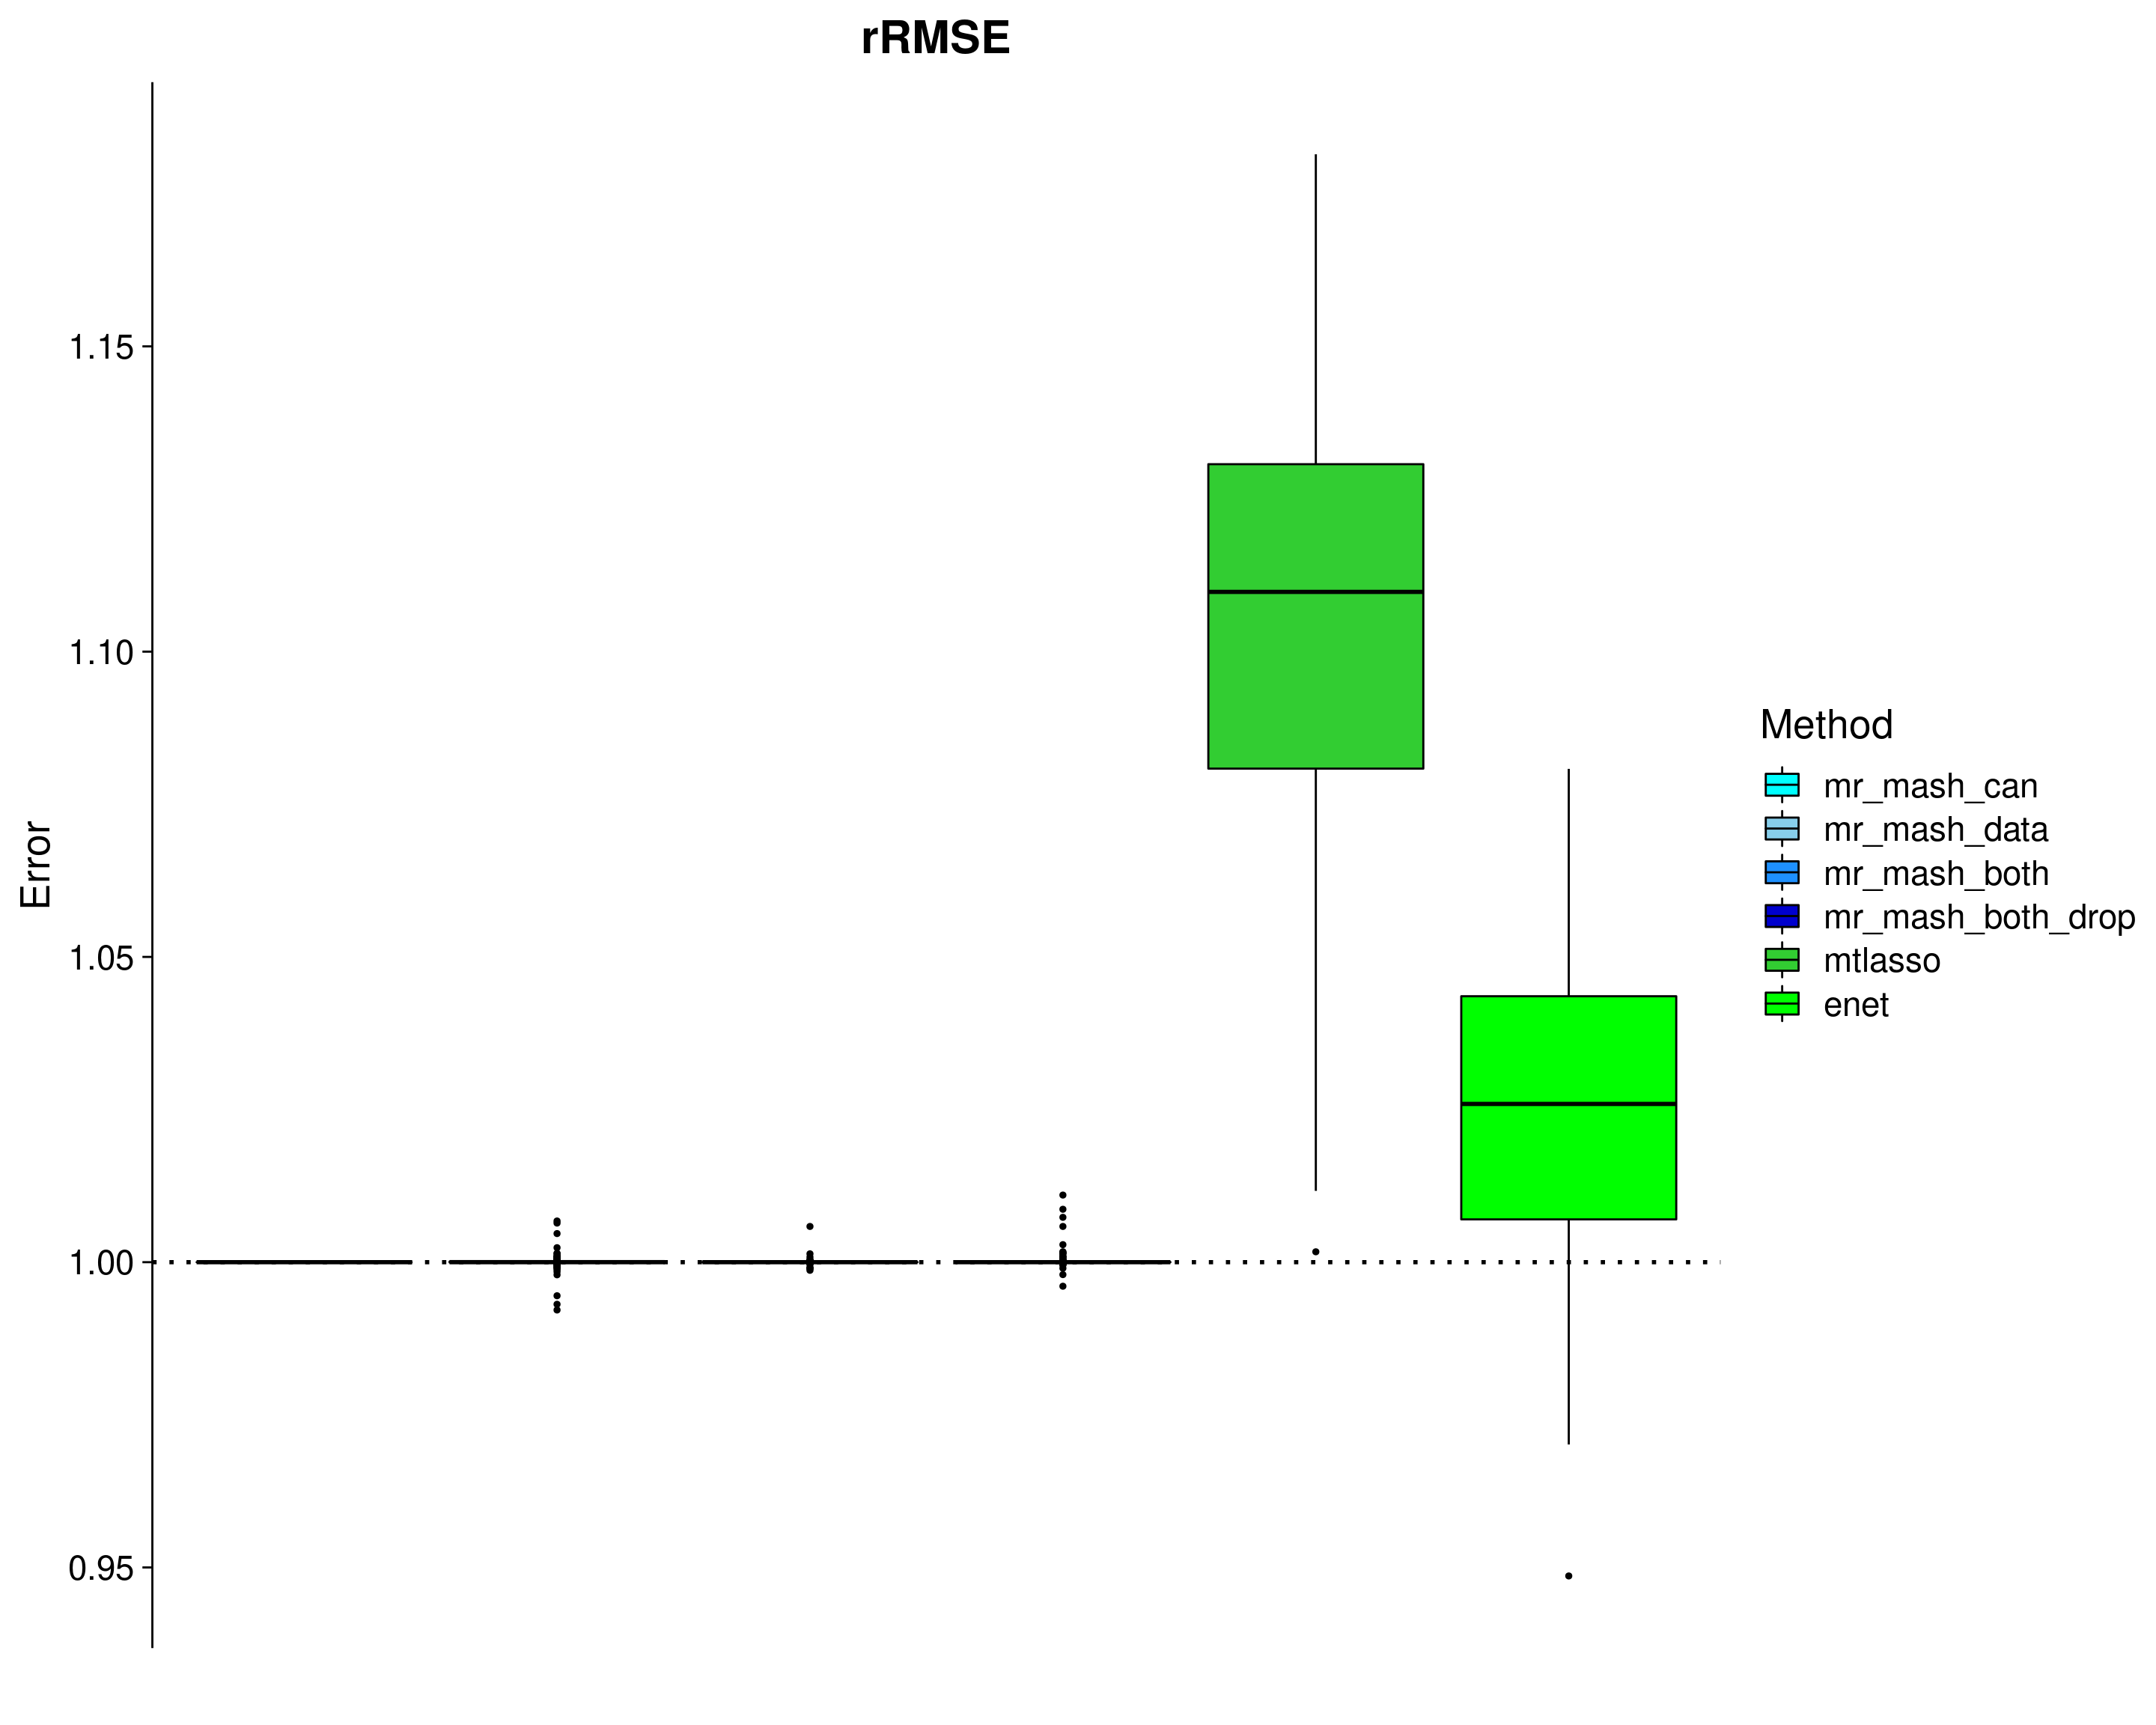 rRMSE
Error
1.15
1.10
1.05
1.00
0.95
Method
mr_mash_can
mr_mash_data
mr_mash_both
mr_mash_both_drop
mtlasso
enet